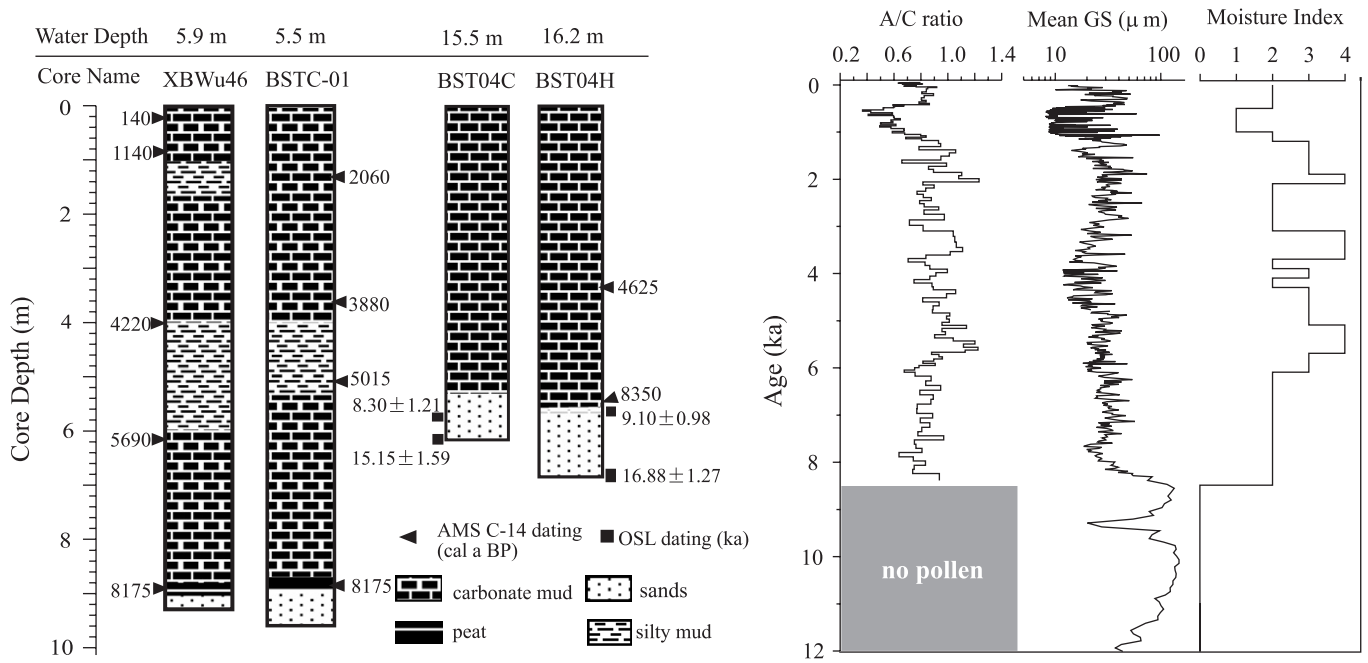 Water Depth 5.9 m 5.5 m 15.5 m 16.2 m
Core Name XBWu46 BSTC-01 BST04C BST04H
Core Depth (m)
0
2
4
6
8
10
140
1140
4220
5690
8175
2060
3880
5015
8175
8.30±1.21
15.15±1.59
4625
8350
9.10±0.98
16.88±1.27
AMS C-14 dating
(cal a BP)
OSL dating (ka)
carbonate mud
sands
peat
silty mud
A/C ratio Mean GS (μ m) Moisture Index
0.2 0.6 1.0 1.4 10 100 0 1 2 3 4
Age (ka)
0
2
4
6
8
10
12
no pollen